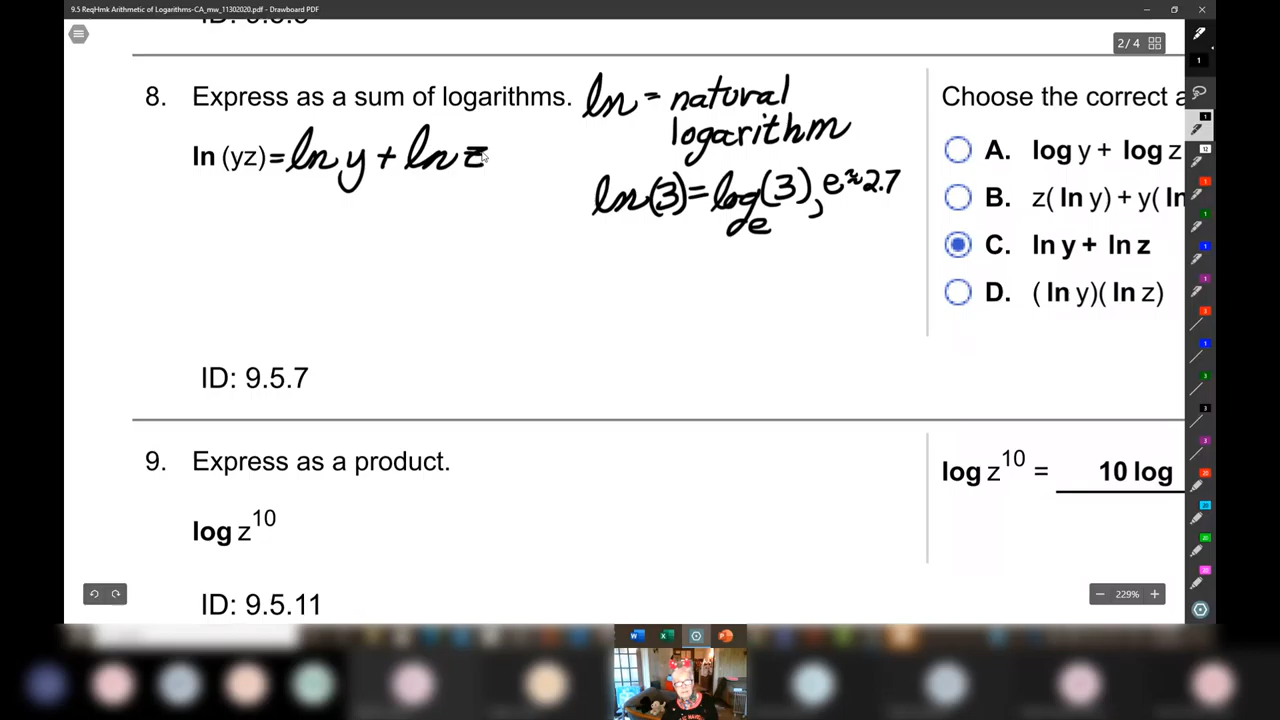 9.5 ReqHmk Arithmetic of Logarithms-CA_mw_11302020.pdf - Drawboard PDF
2 / 4
8. Express as a sum of logarithms.
ln = natural
logarithm
ln (yz) = ln y + ln z
ln(3) = log e (3), e ≈ 2.7
Choose the correct a
A. log y + log z
B. z( ln y) + y( ln
C. ln y + ln z
D. ( ln y)( ln z)
ID: 9.5.7
9. Express as a product.
log z^10
log z^10 = 10 log
ID: 9.5.11
229%